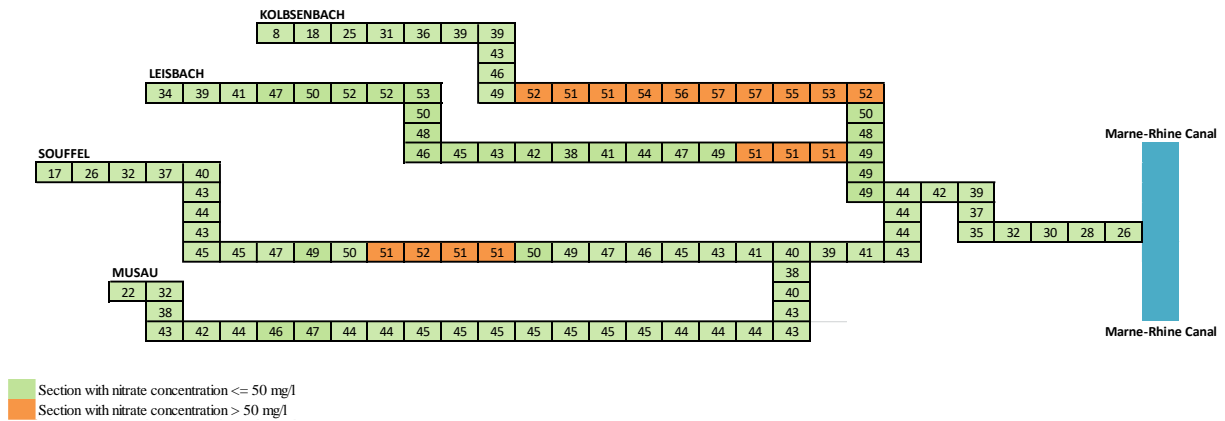 KOLBSENBACH
8 18 25 31 36 39 39
43
46
LEISBACH
34 39 41 47 50 52 52 53
49 52 51 51 54 56 57 57 55 53 52
50
50
48
48
Marne-Rhine Canal
46 45 43 42 38 41 44 47 49 51 51 51 49
SOUFFEL
17 26 32 37 40
49
43
49 44 42 39
44
44
37
43
44
35 32 30 28 26
45 45 47 49 50 51 52 51 51 50 49 47 46 45 43 41 40 39 41 43
MUSAU
38
22 32
40
38
43
43 42 44 46 47 44 44 45 45 45 45 45 45 45 44 44 44 43
Marne-Rhine Canal
Section with nitrate concentration <= 50 mg/l
Section with nitrate concentration > 50 mg/l